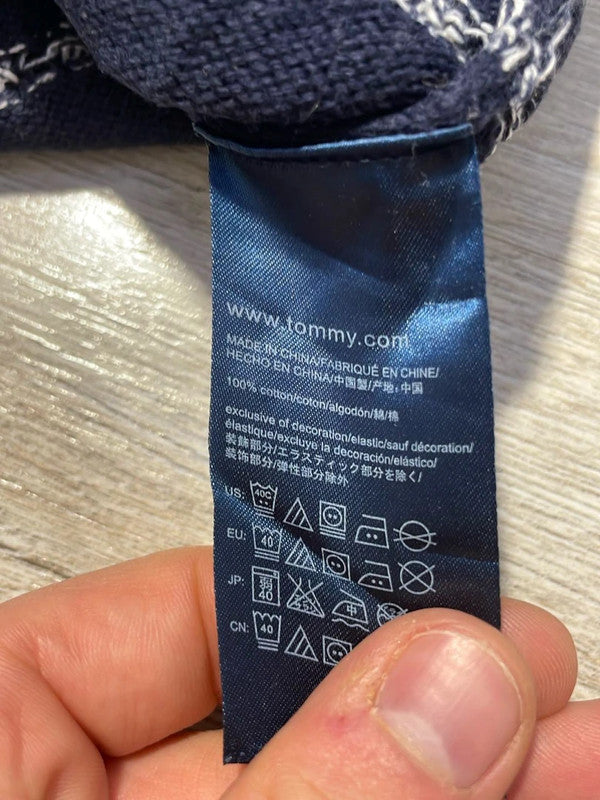 www.tommy.com
MADE IN CHINA/FABRIQUÉ EN CHINE/
HECHO EN CHINA/中國製/产地: 中国
100% cotton/coton/algodón/綿/棉
exclusive of decoration/elastic/sauf décoration/
élastique/excluye la decoración/elástico/
装飾部分/エラスティック部分を除く/
装饰部分/弹性部分除外
US: 40C
EU: 40
JP: 弱 40 中
CN: 40